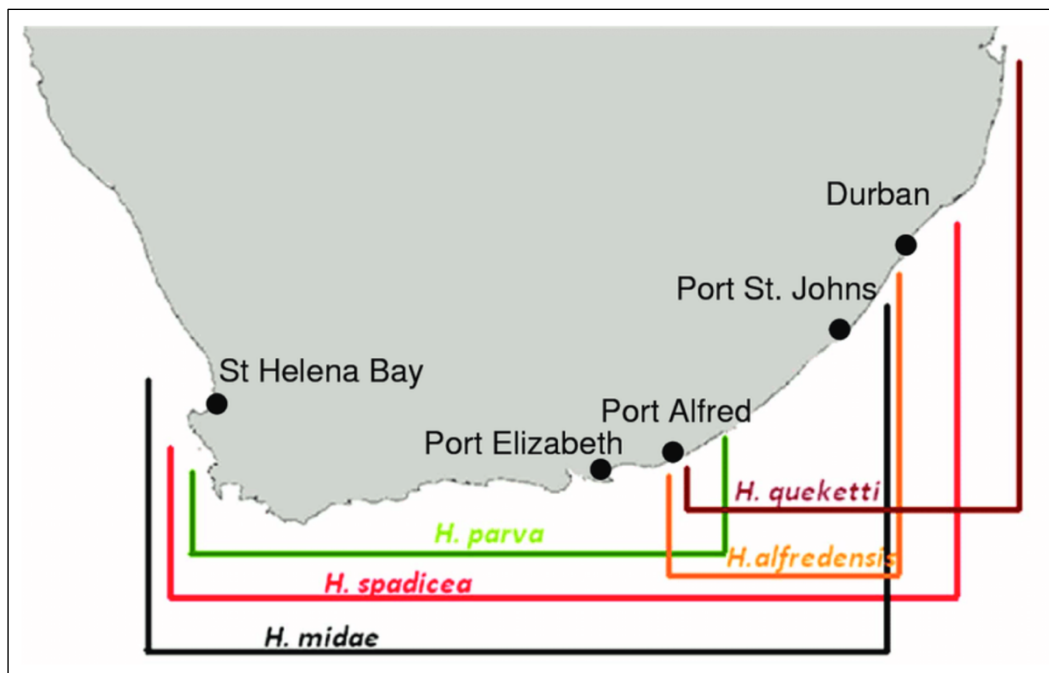 Durban
Port St. Johns
St Helena Bay
Port Alfred
Port Elizabeth
H. queketti
H. parva
H.alfredensis
H. spadicea
H. midae